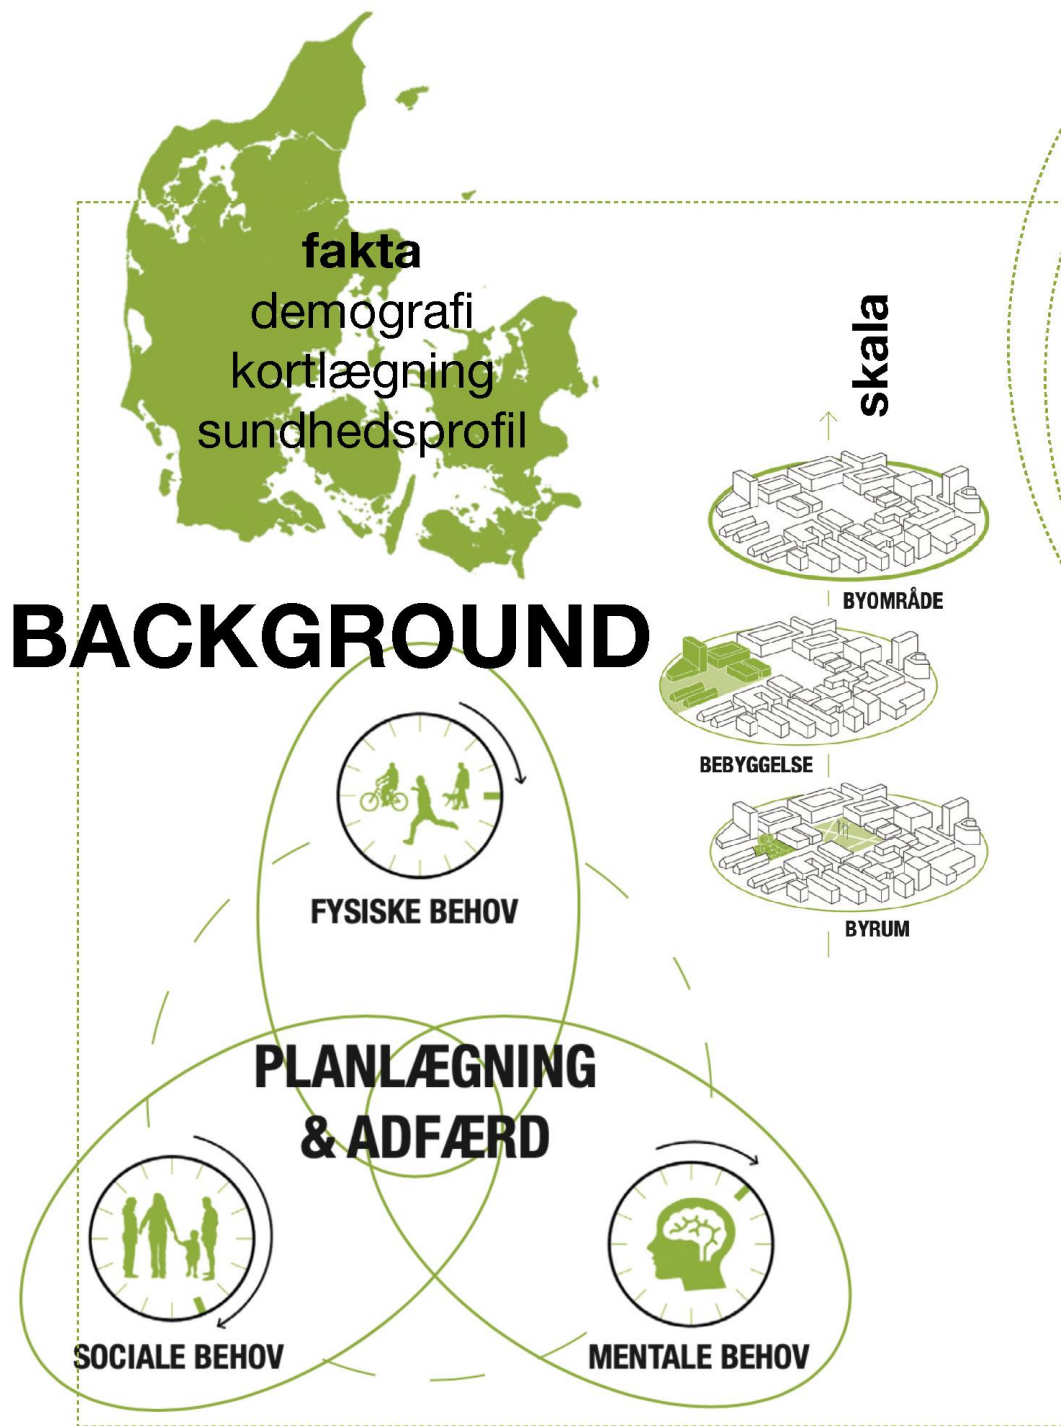 fakta
demografi
kortlægning
sundhedsprofil
skala
BYOMRÅDE
BACKGROUND
BEBYGGELSE
BYRUM
FYSISKE BEHOV
PLANLÆGNING
& ADFÆRD
SOCIALE BEHOV
MENTALE BEHOV